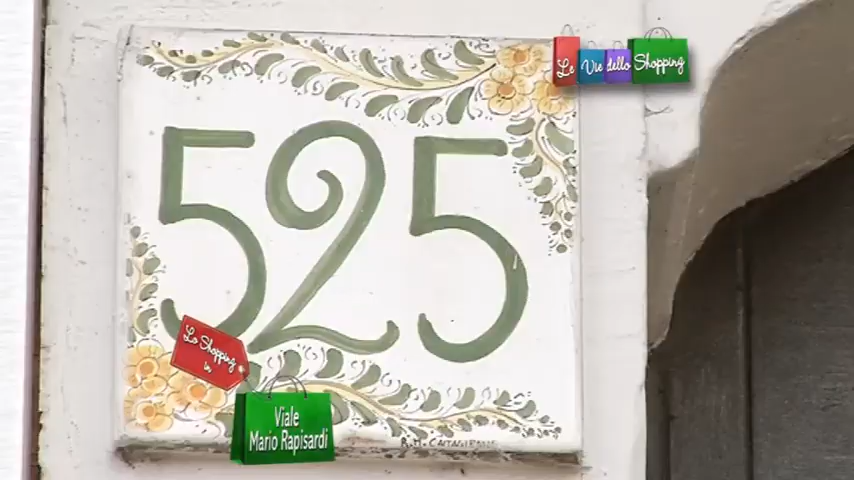 Le Vie dello Shopping
525
Lo Shopping
in
Viale
Mario Rapisardi